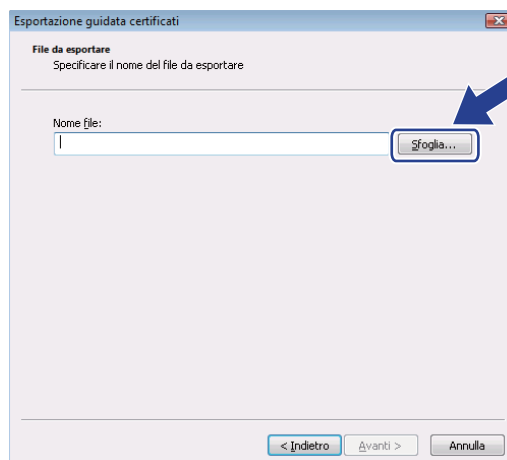 Esportazione guidata certificati
File da esportare
Specificare il nome del file da esportare
Nome file:
Sfoglia...
< Indietro
Avanti >
Annulla